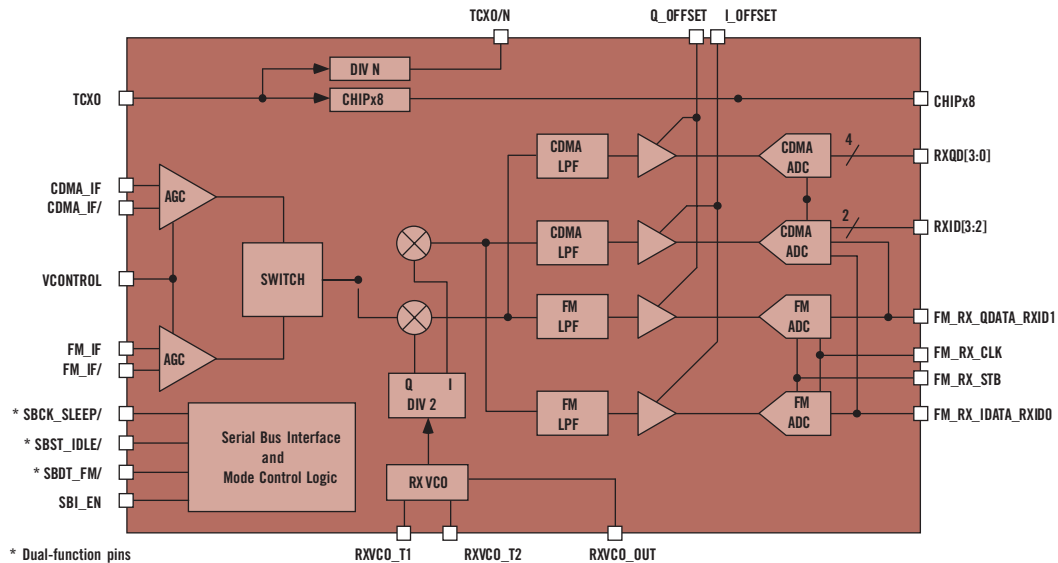 TCXO/N
Q_OFFSET
I_OFFSET
DIV N
TCXO
CHIPx8
CHIPx8
CDMA
LPF
CDMA
ADC
4
RXQD[3:0]
CDMA_IF
CDMA_IF/
AGC
CDMA
LPF
CDMA
ADC
2
RXID[3:2]
VCONTROL
SWITCH
FM
LPF
FM
ADC
FM_RX_QDATA_RXID1
FM_IF
FM_IF/
AGC
FM_RX_CLK
FM_RX_STB
Q I
DIV 2
FM
LPF
FM
ADC
FM_RX_IDATA_RXID0
* SBCK_SLEEP/
* SBST_IDLE/
* SBDT_FM/
SBI_EN
Serial Bus Interface
and
Mode Control Logic
RX VCO
* Dual-function pins
RXVCO_T1
RXVCO_T2
RXVCO_OUT